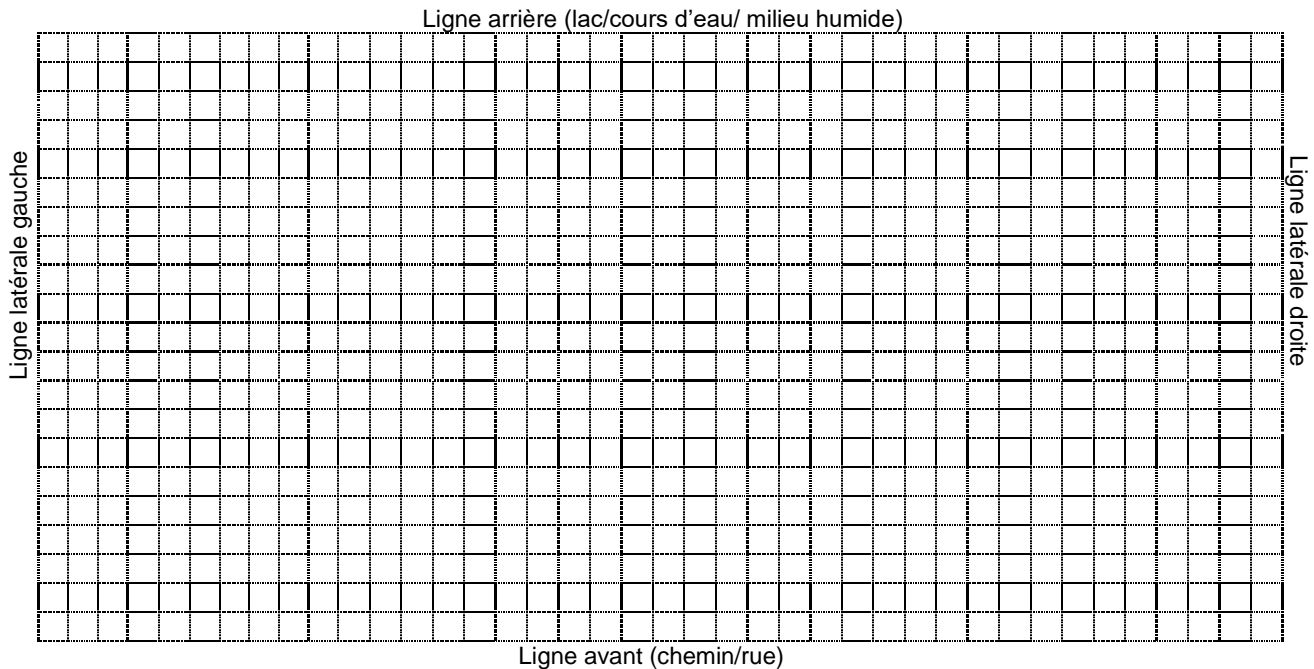 Ligne arrière (lac/cours d’eau/ milieu humide)
Ligne latérale gauche
Ligne latérale droite
Ligne avant (chemin/rue)